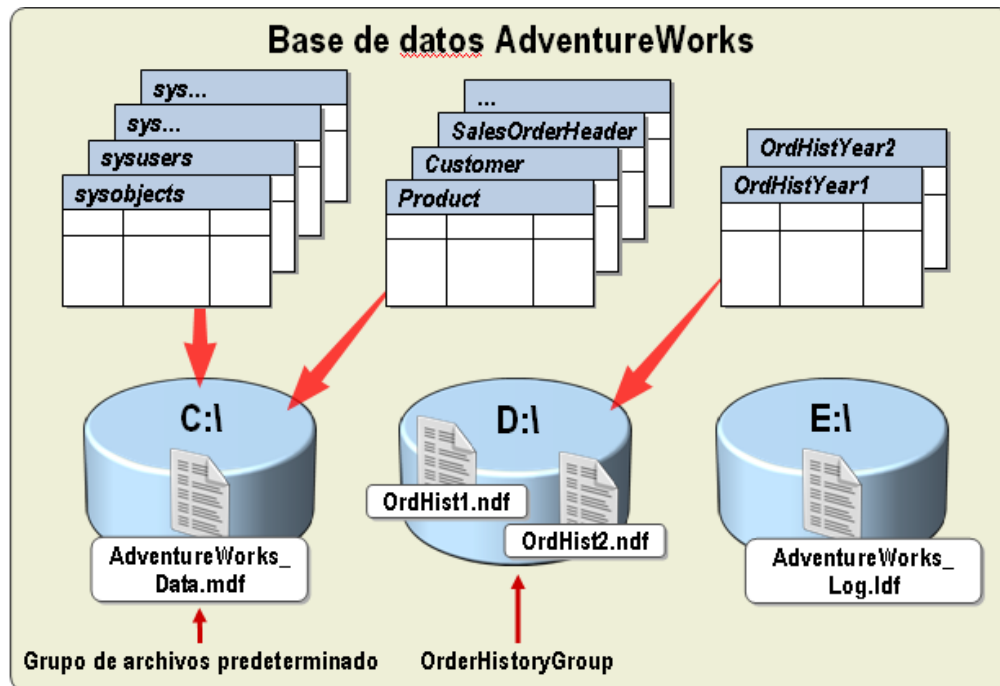 Base de datos AdventureWorks
sys...
sys...
sysusers
sysobjects
...
SalesOrderHeader
Customer
Product
OrdHistYear2
OrdHistYear1
C:\
D:\
E:\
OrdHist1.ndf
OrdHist2.ndf
AdventureWorks_
Data.mdf
AdventureWorks_
Log.ldf
Grupo de archivos predeterminado
OrderHistoryGroup